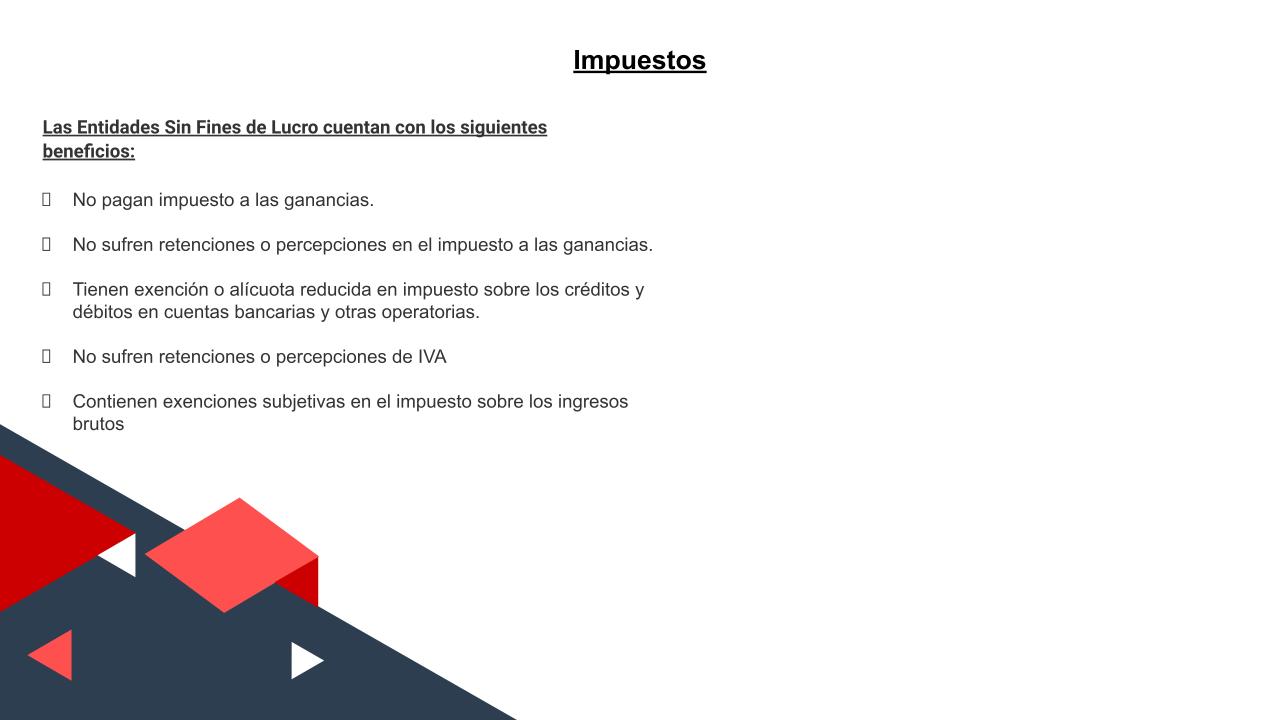 Impuestos
Las Entidades Sin Fines de Lucro cuentan con los siguientes
beneficios:
No pagan impuesto a las ganancias.
No sufren retenciones o percepciones en el impuesto a las ganancias.
Tienen exención o alícuota reducida en impuesto sobre los créditos y
débitos en cuentas bancarias y otras operatorias.
No sufren retenciones o percepciones de IVA
Contienen exenciones subjetivas en el impuesto sobre los ingresos
brutos